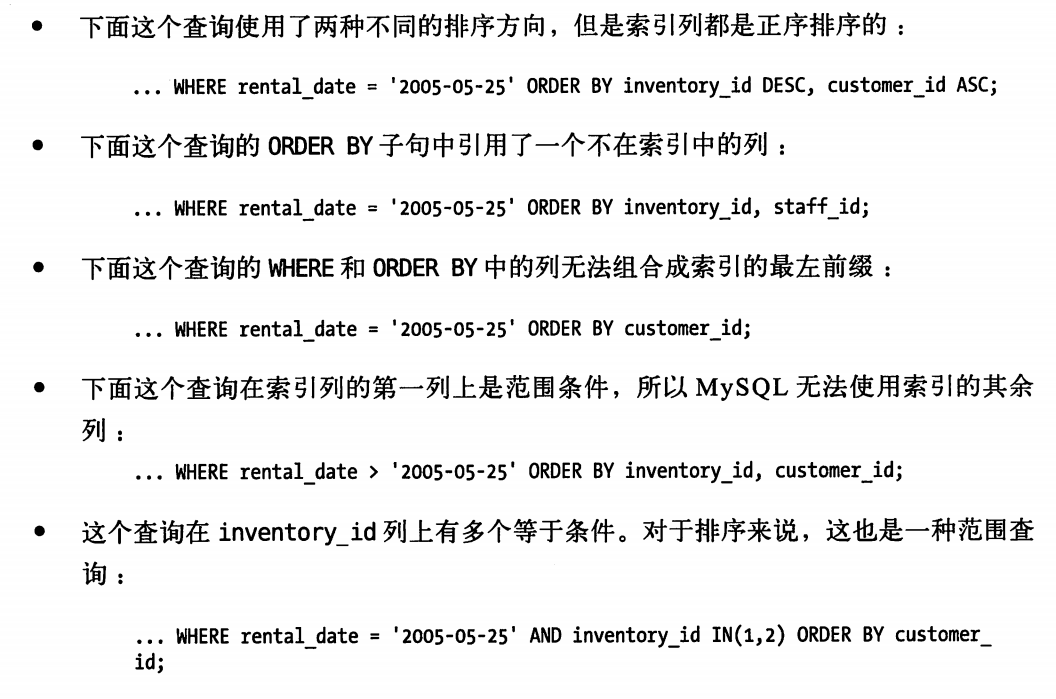 • 下面这个查询使用了两种不同的排序方向，但是索引列都是正序排序的：
... WHERE rental_date = '2005-05-25' ORDER BY inventory_id DESC, customer_id ASC;
• 下面这个查询的 ORDER BY 子句中引用了一个不在索引中的列：
... WHERE rental_date = '2005-05-25' ORDER BY inventory_id, staff_id;
• 下面这个查询的 WHERE 和 ORDER BY 中的列无法组合成索引的最左前缀：
... WHERE rental_date = '2005-05-25' ORDER BY customer_id;
• 下面这个查询在索引列的第一列上是范围条件，所以 MySQL 无法使用索引的其余
列：
... WHERE rental_date > '2005-05-25' ORDER BY inventory_id, customer_id;
• 这个查询在 inventory_id 列上有多个等于条件。对于排序来说，这也是一种范围查
询：
... WHERE rental_date = '2005-05-25' AND inventory_id IN(1,2) ORDER BY customer_
id;